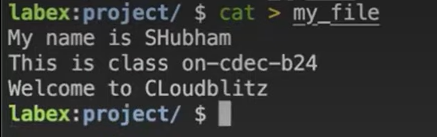 labex:project/ $ cat > my_file
My name is SHubham
This is class on-cdec-b24
Welcome to CLoudblitz
labex:project/ $